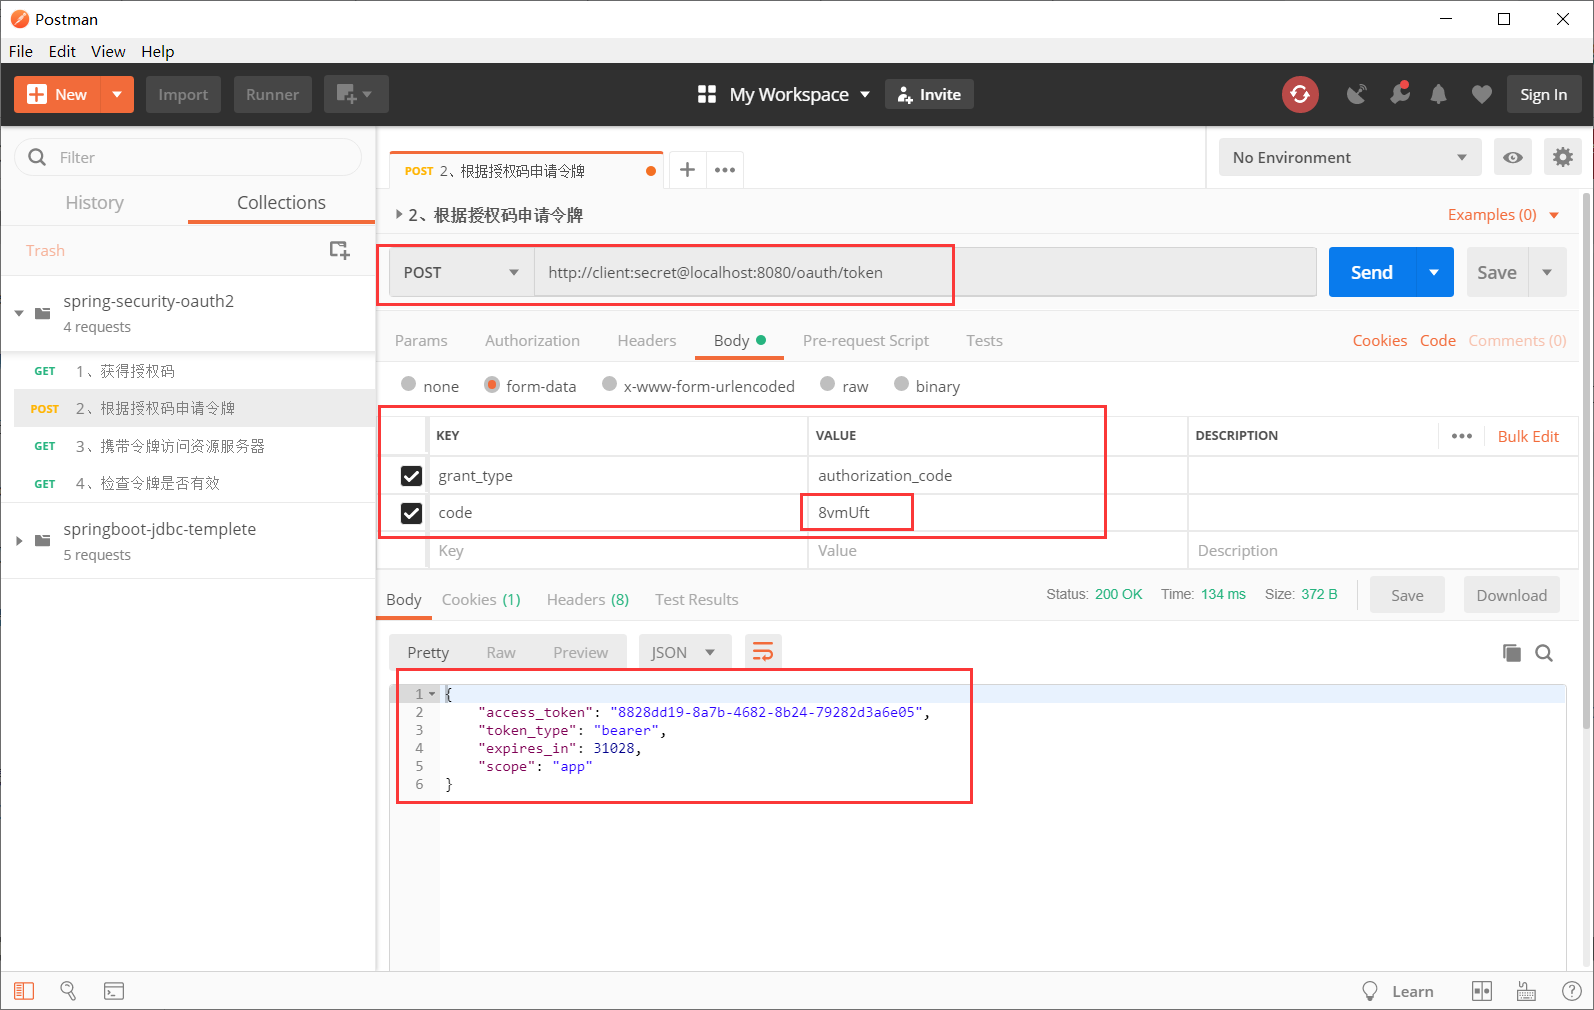 Postman
File Edit View Help
New Import Runner My Workspace Invite Sign In
Filter
History Collections
Trash
spring-security-oauth2
4 requests
GET 1、获得授权码
POST 2、根据授权码申请令牌
GET 3、携带令牌访问资源服务器
GET 4、检查令牌是否有效
springboot-jdbc-templete
5 requests
POST 2、根据授权码申请令牌
No Environment
2、根据授权码申请令牌
Examples (0)
POST http://client:secret@localhost:8080/oauth/token Send Save
Params Authorization Headers Body Pre-request Script Tests Cookies Code Comments (0)
none form-data x-www-form-urlencoded raw binary
KEY VALUE DESCRIPTION Bulk Edit
grant_type authorization_code
code 8vmUft
Key Value Description
Body Cookies (1) Headers (8) Test Results Status: 200 OK Time: 134 ms Size: 372 B Save Download
Pretty Raw Preview JSON
1 {
2 "access_token": "8828dd19-8a7b-4682-8b24-79282d3a6e05",
3 "token_type": "bearer",
4 "expires_in": 31028,
5 "scope": "app"
6 }
Learn